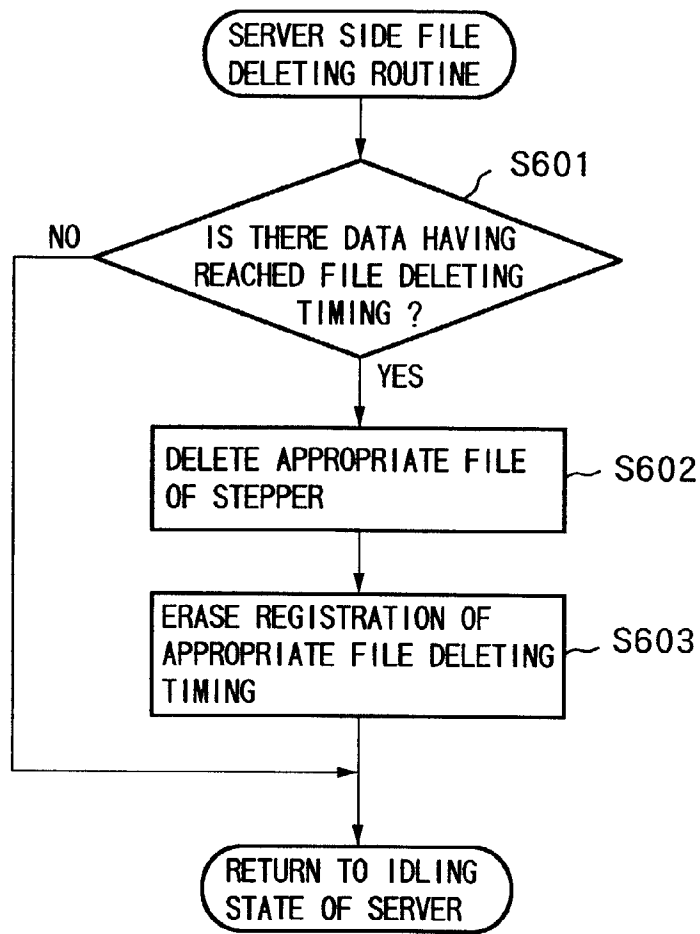 SERVER SIDE FILE
DELETING ROUTINE
S601
NO
IS THERE DATA HAVING
REACHED FILE DELETING
TIMING ?
YES
DELETE APPROPRIATE FILE
OF STEPPER
S602
ERASE REGISTRATION OF
APPROPRIATE FILE DELETING
TIMING
S603
RETURN TO IDLING
STATE OF SERVER